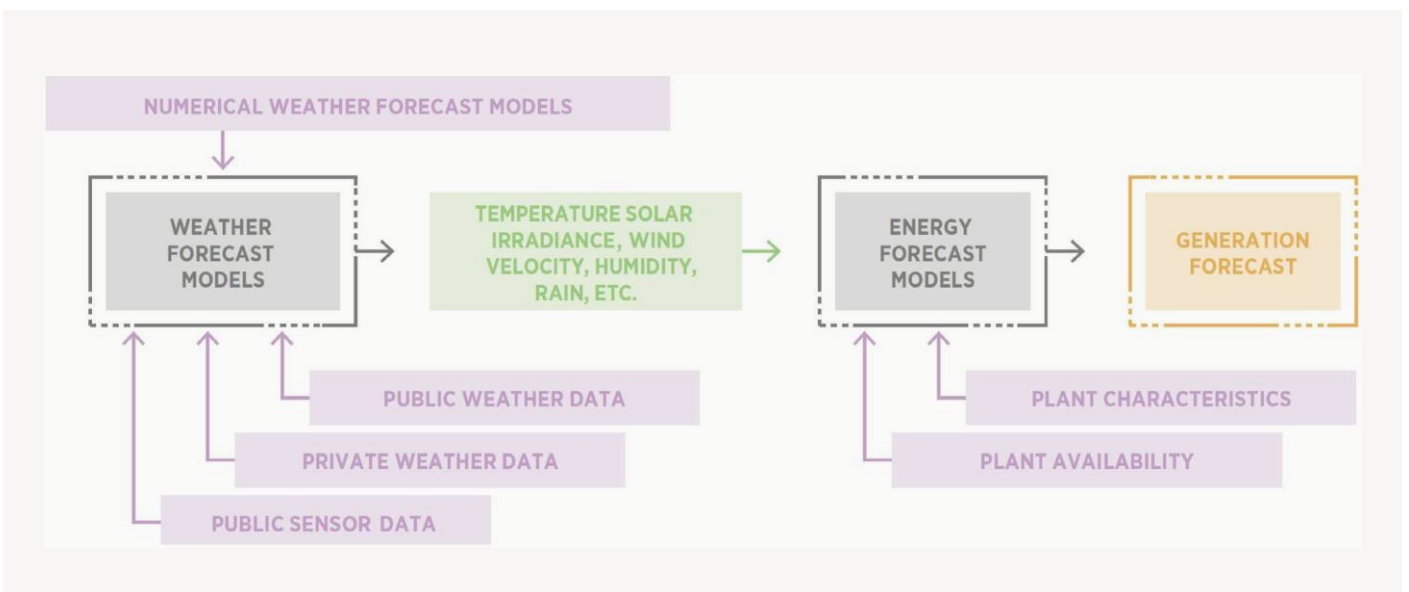 NUMERICAL WEATHER FORECAST MODELS
WEATHER
FORECAST
MODELS
TEMPERATURE SOLAR
IRRADIANCE, WIND
VELOCITY, HUMIDITY,
RAIN, ETC.
ENERGY
FORECAST
MODELS
GENERATION
FORECAST
PUBLIC WEATHER DATA
PRIVATE WEATHER DATA
PUBLIC SENSOR DATA
PLANT CHARACTERISTICS
PLANT AVAILABILITY